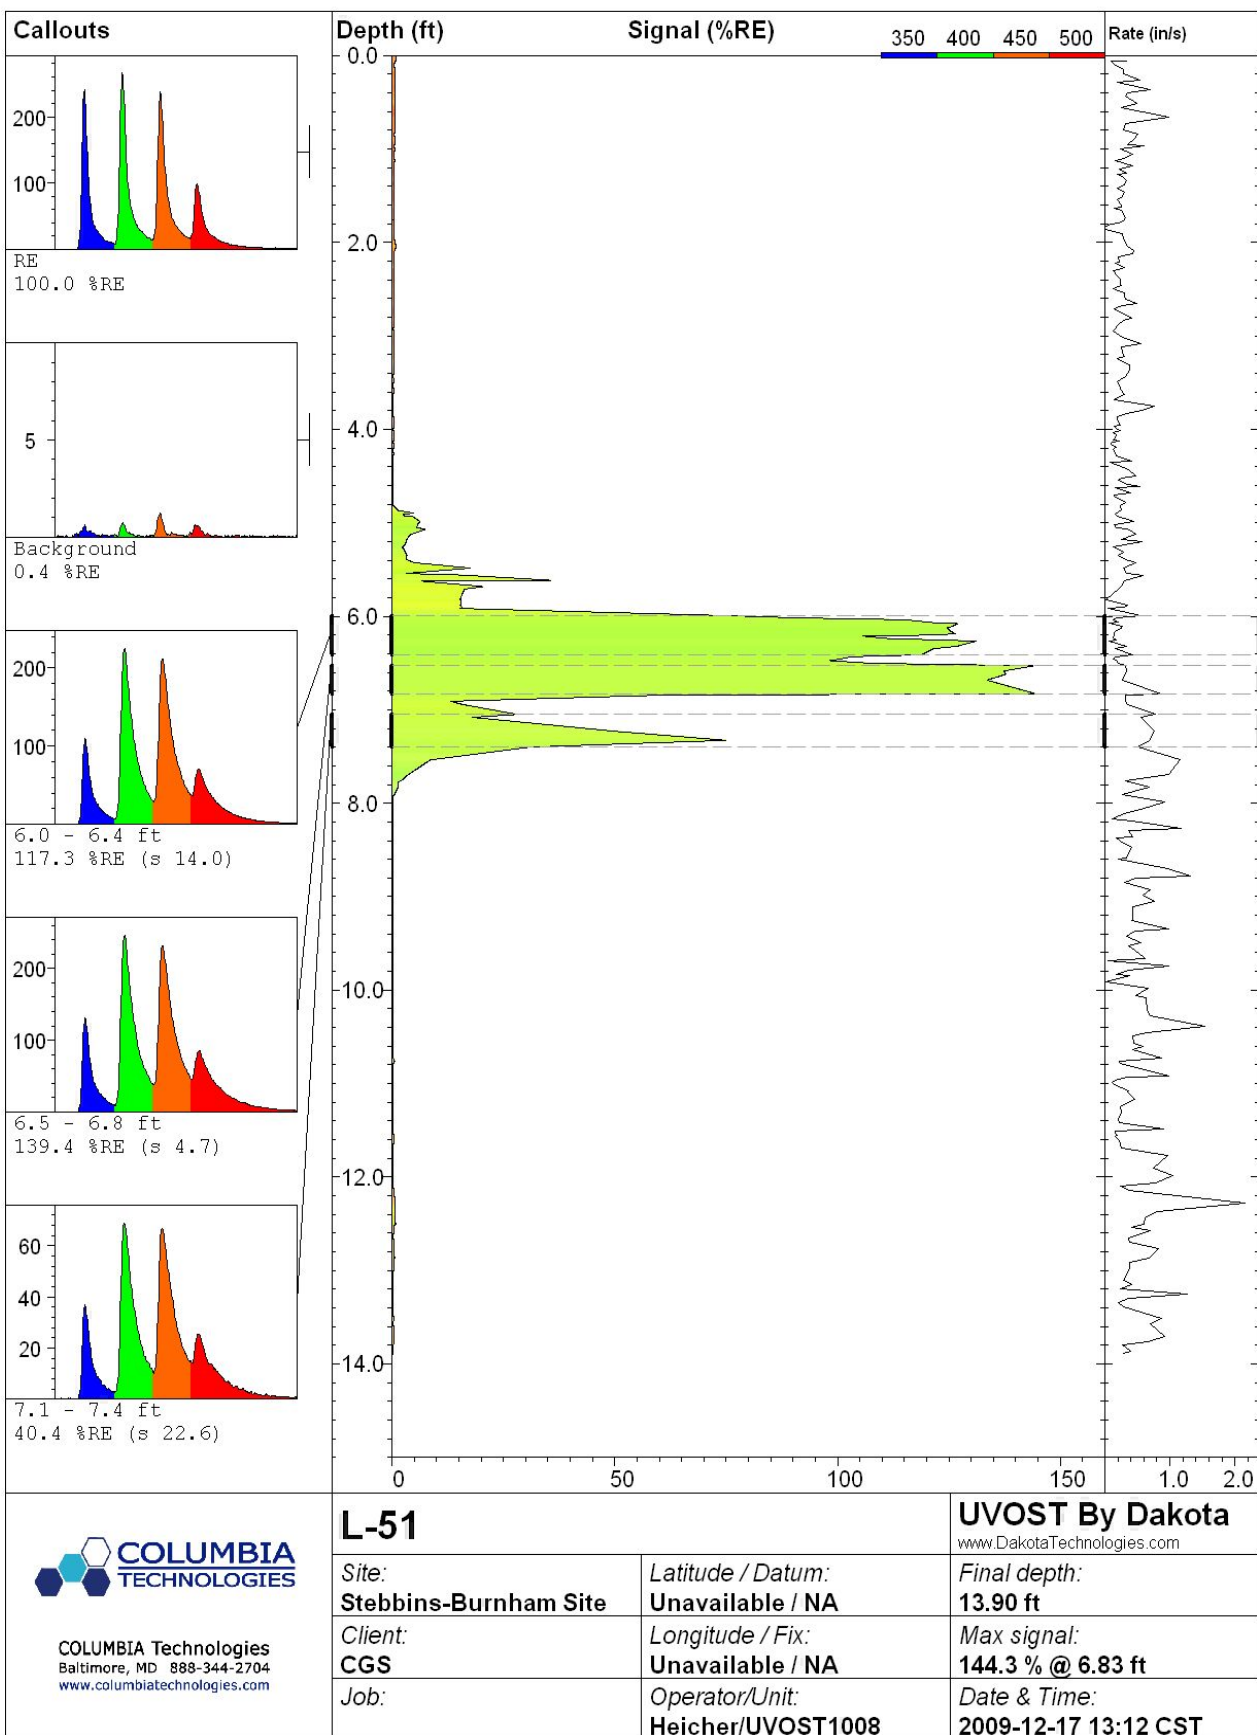 Callouts
Depth (ft)
Signal (%RE)
350 400 450 500
Rate (in/s)
200
100
RE
100.0 %RE
5
Background
0.4 %RE
200
100
6.0 - 6.4 ft
117.3 %RE (s 14.0)
200
100
6.5 - 6.8 ft
139.4 %RE (s 4.7)
60
40
20
7.1 - 7.4 ft
40.4 %RE (s 22.6)
0.0
2.0
4.0
6.0
8.0
10.0
12.0
14.0
0 50 100 150
1.0 2.0
COLUMBIA
TECHNOLOGIES
COLUMBIA Technologies
Baltimore, MD 888-344-2704
www.columbiatechnologies.com
L-51
UVOST By Dakota
www.DakotaTechnologies.com
Site:
Stebbins-Burnham Site
Latitude / Datum:
Unavailable / NA
Final depth:
13.90 ft
Client:
CGS
Longitude / Fix:
Unavailable / NA
Max signal:
144.3 % @ 6.83 ft
Job:
Operator/Unit:
Heicher/UVOST1008
Date & Time:
2009-12-17 13:12 CST